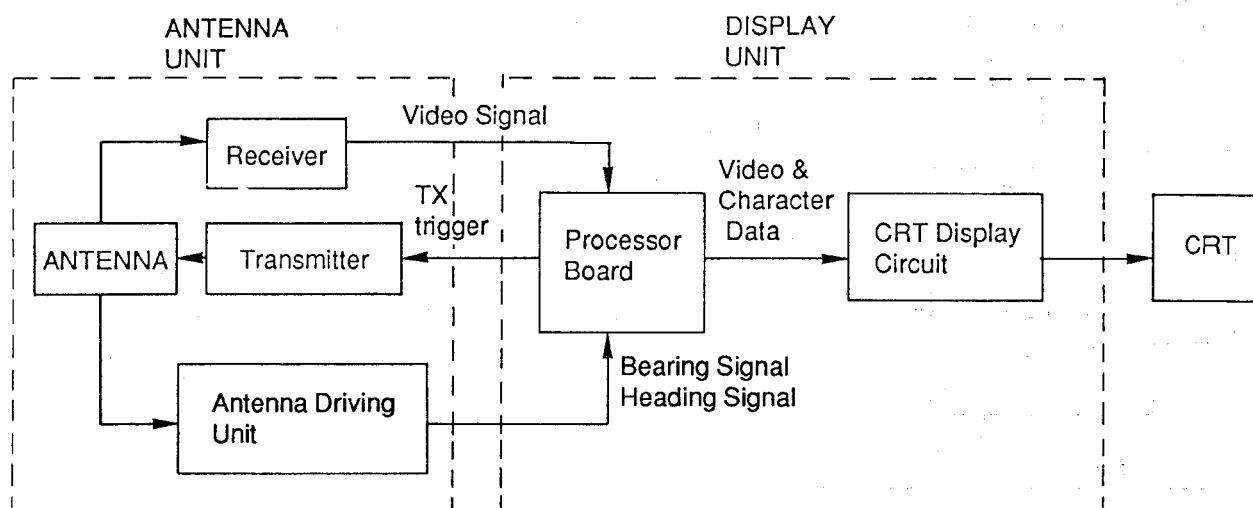 ANTENNA
UNIT
DISPLAY
UNIT
Video Signal
Receiver
TX
trigger
Video &
Character
Data
ANTENNA
Transmitter
Processor
Board
CRT Display
Circuit
CRT
Bearing Signal
Heading Signal
Antenna Driving
Unit